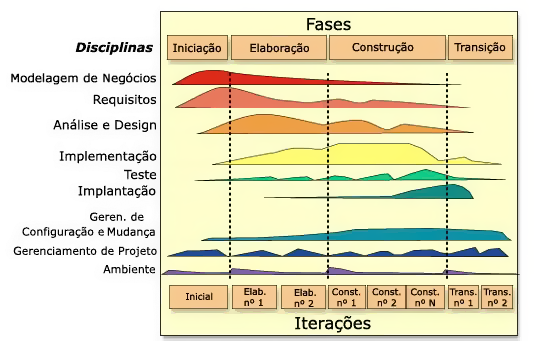 Fases
Disciplinas
Iniciação Elaboração Construção Transição
Modelagem de Negócios
Requisitos
Análise e Design
Implementação
Teste
Implantação
Geren. de
Configuração e Mudança
Gerenciamento de Projeto
Ambiente
Inicial
Elab.
nº 1
Elab.
nº 2
Const.
nº 1
Const.
nº 2
Const.
nº N
Trans.
nº 1
Trans.
nº 2
Iterações